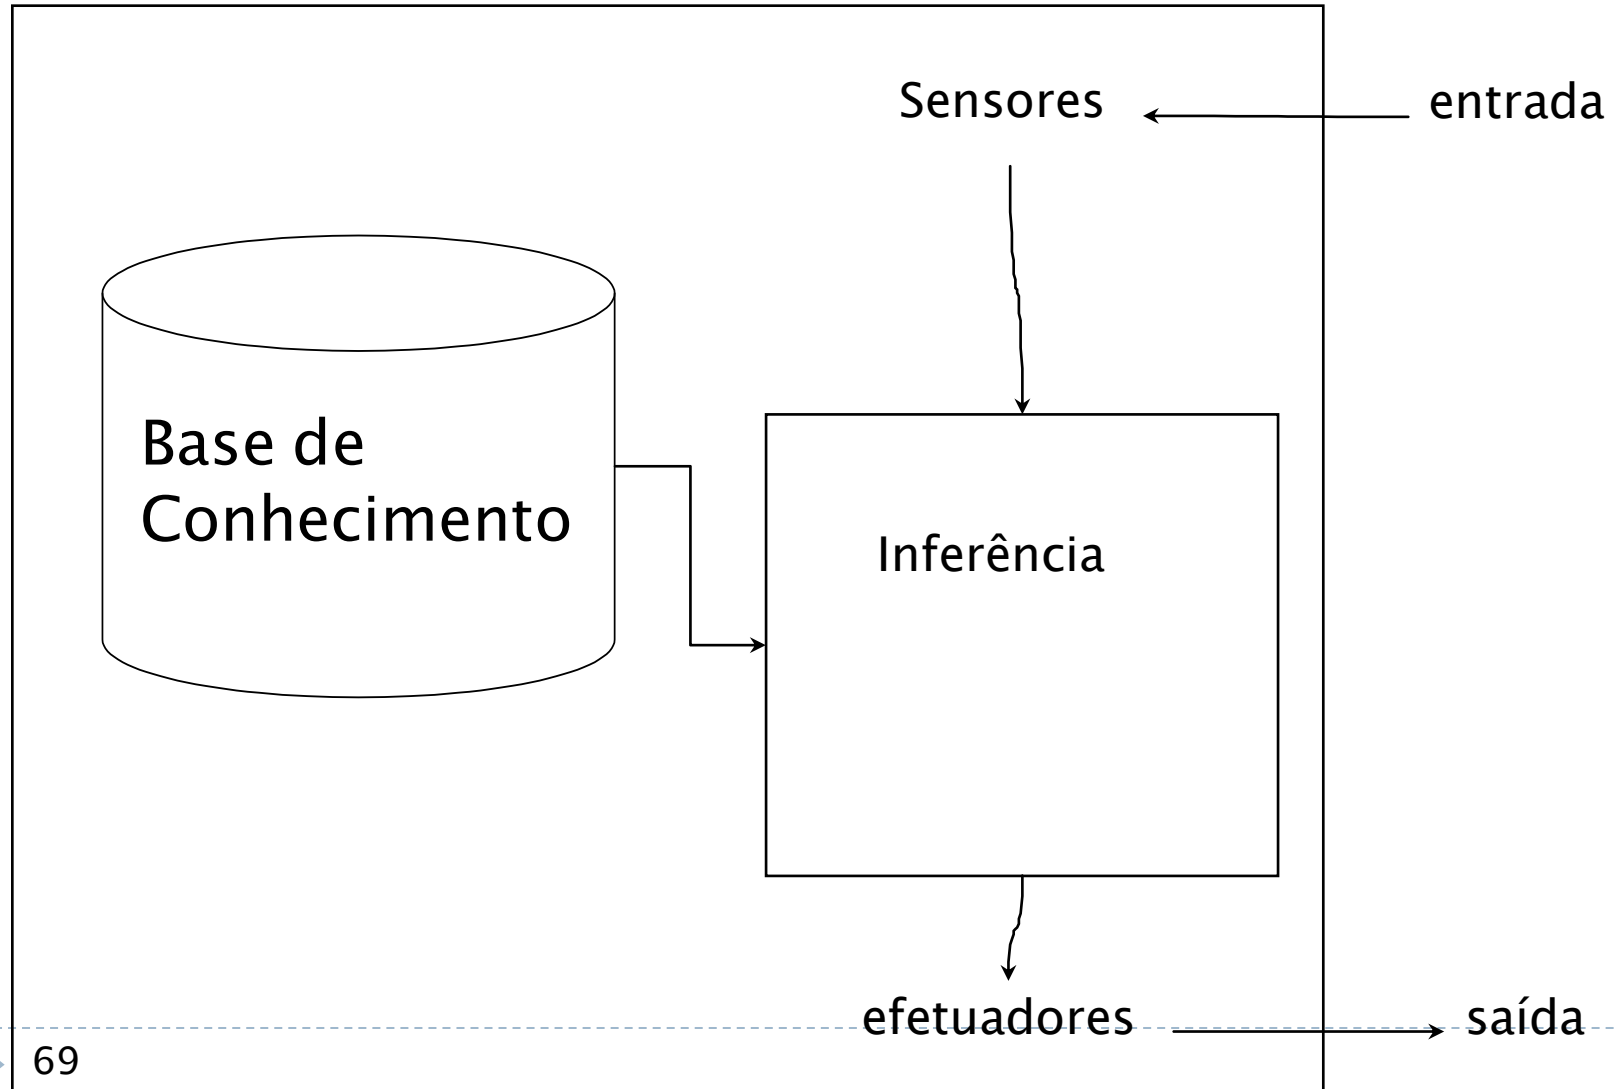 Sensores
entrada
Base de
Conhecimento
Inferência
efetuadores
saída
69